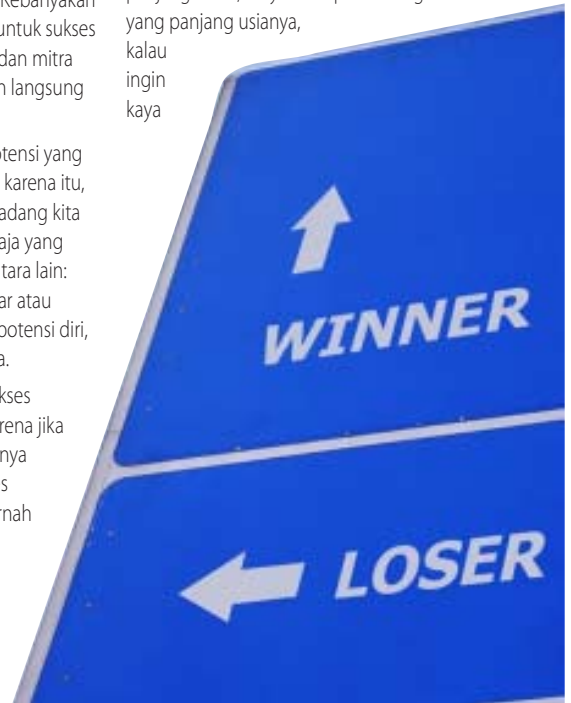 Kebanyakan
untuk sukses
dan mitra
langsung
otensi yang
karena itu,
adang kita
aja yang
tara lain:
ar atau
potensi diri,
a.
kses
rena jika
nya
s
rnah
yang panjang usianya,
kalau
ingin
kaya
WINNER
LOSER